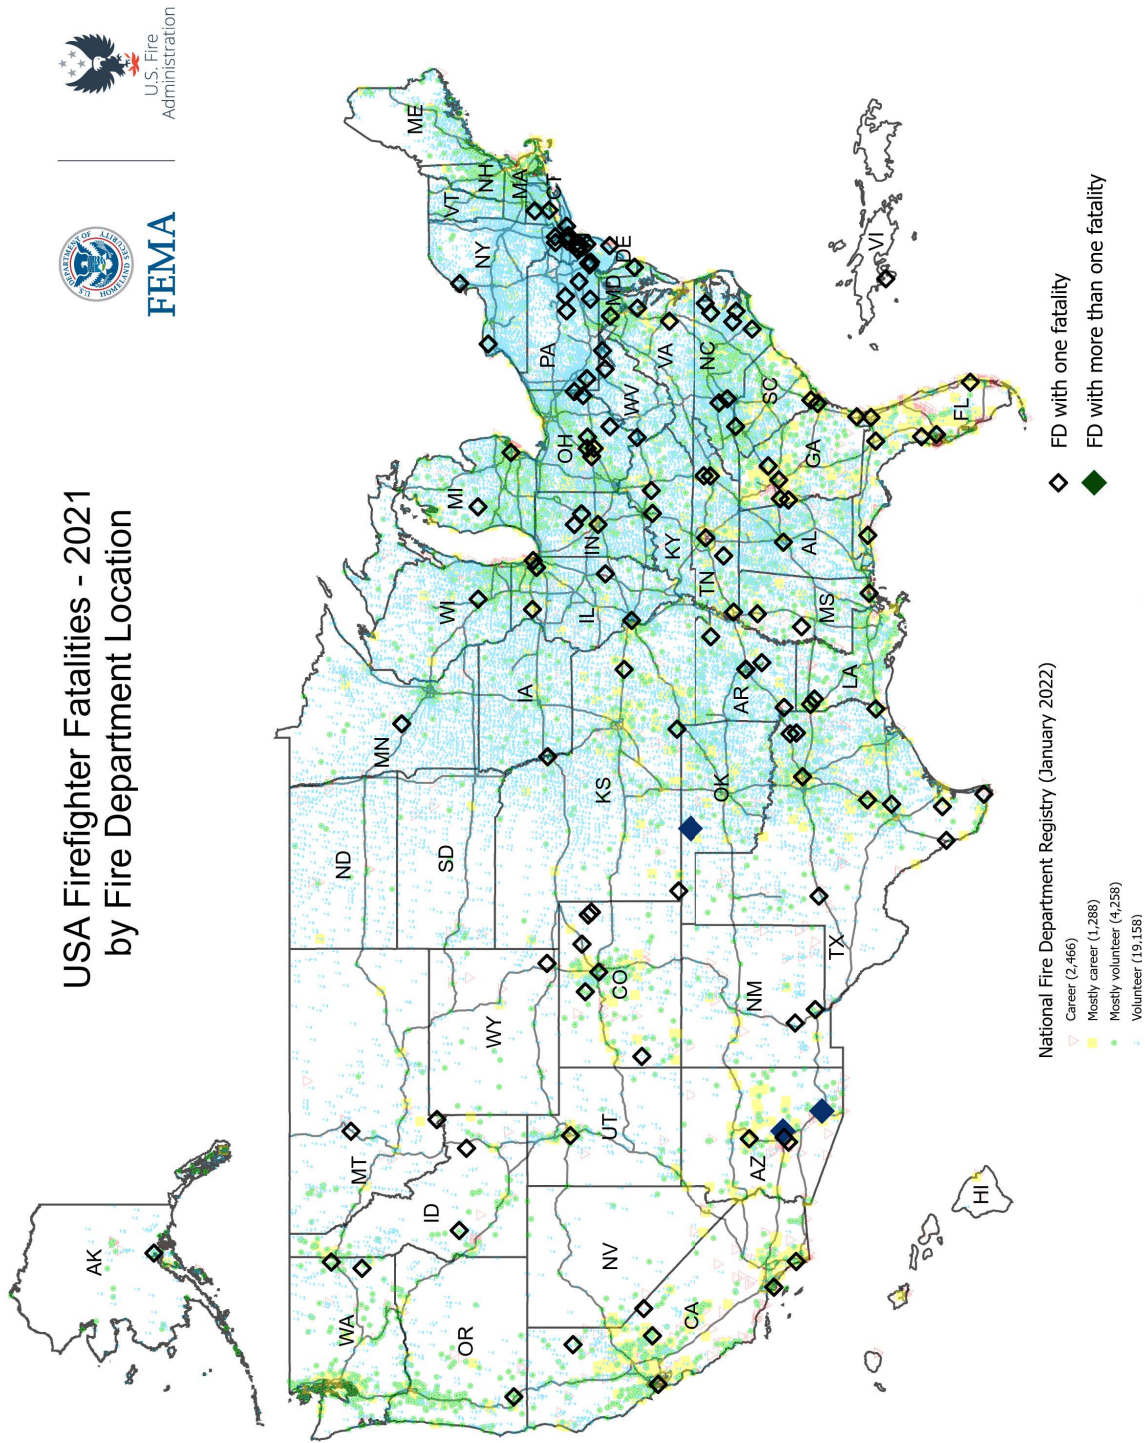 USA Firefighter Fatalities - 2021
by Fire Department Location
U.S. DEPARTMENT OF HOMELAND SECURITY
FEMA
U.S. Fire
Administration
AK
WA
OR
CA
NV
ID
MT
WY
UT
AZ
CO
NM
ND
SD
KS
OK
TX
MN
IA
AR
LA
WI
IL
MS
MI
IN
KY
TN
AL
OH
WV
GA
SC
NC
VA
PA
NY
MD
DE
VT
NH
MA
CT
ME
FL
HI
VI
National Fire Department Registry (January 2022)
Career (2,466)
Mostly career (1,288)
Mostly volunteer (4,258)
Volunteer (19,158)
FD with one fatality
FD with more than one fatality